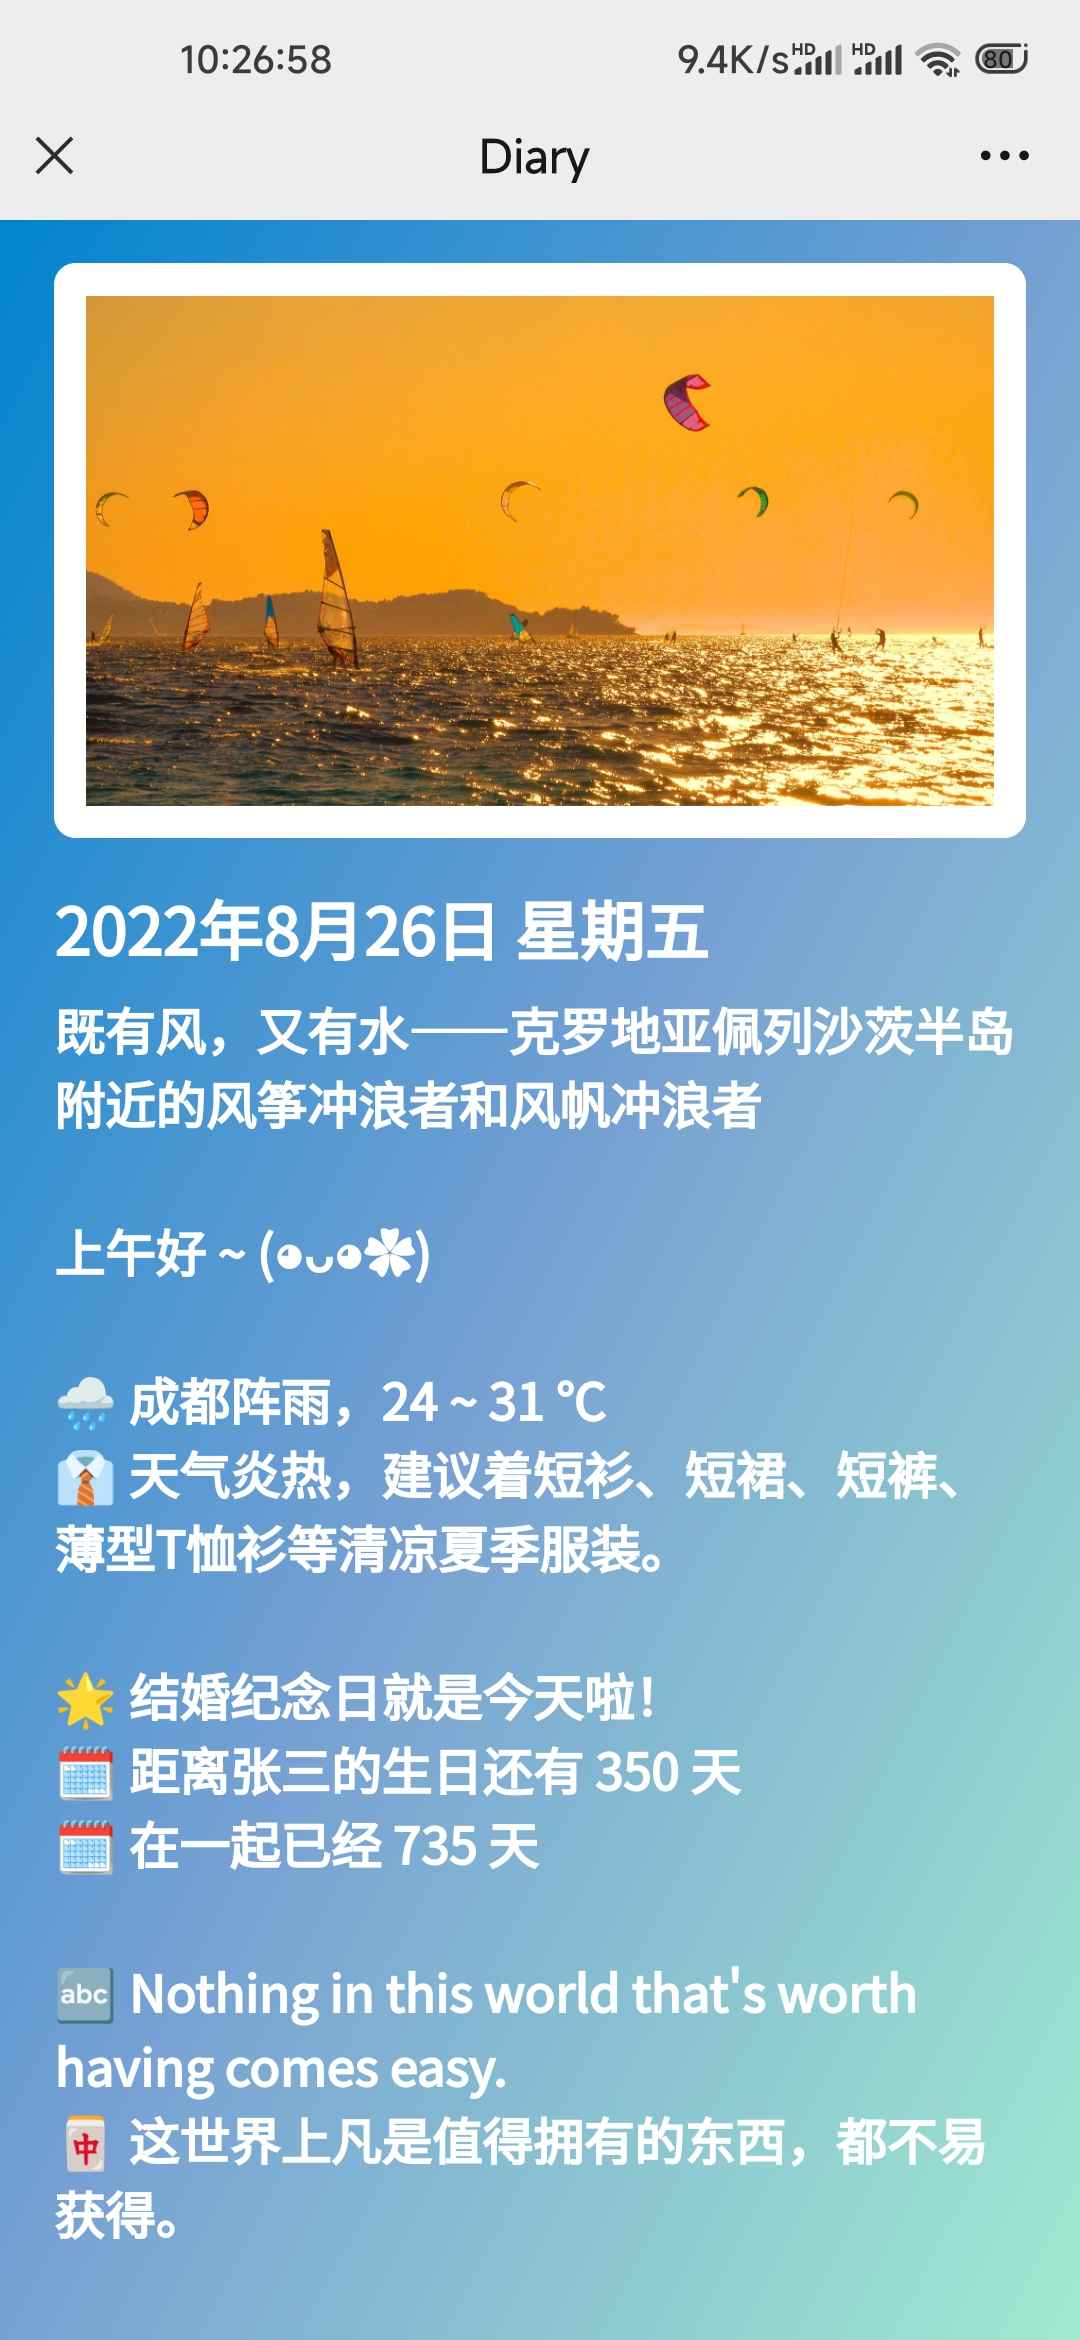 10:26:58
9.4K/s HD HD 80
Diary
2022年8月26日 星期五
既有风，又有水——克罗地亚佩列沙茨半岛
附近的风筝冲浪者和风帆冲浪者
上午好 ~ (◕ᴗ◕✿)
🌧️ 成都阵雨，24 ~ 31 ℃
👔 天气炎热，建议着短衫、短裙、短裤、
薄型T恤衫等清凉夏季服装。
🌟 结婚纪念日就是今天啦！
🗓️ 距离张三的生日还有 350 天
🗓️ 在一起已经 735 天
🔤 Nothing in this world that's worth
having comes easy.
🀄 这世界上凡是值得拥有的东西，都不易
获得。